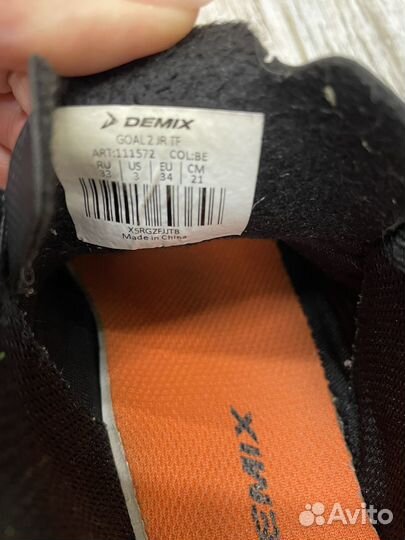 DEMIX
GOAL 2 JR TF
ART:111572 COL:BE
RU US EU CM
33 3 34 21
X5RGZFJJTB
Made in China
DEMIX
Avito